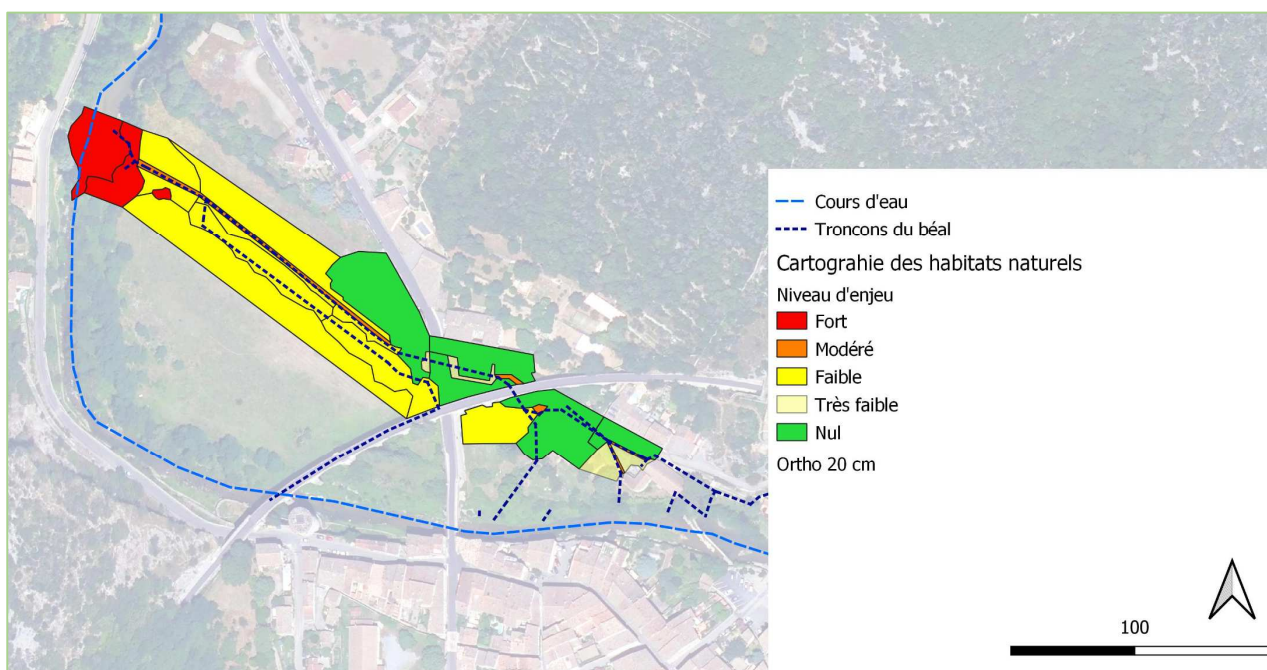 Cours d'eau
Troncons du béal
Cartograhie des habitats naturels
Niveau d'enjeu
Fort
Modéré
Faible
Très faible
Nul
Ortho 20 cm
100